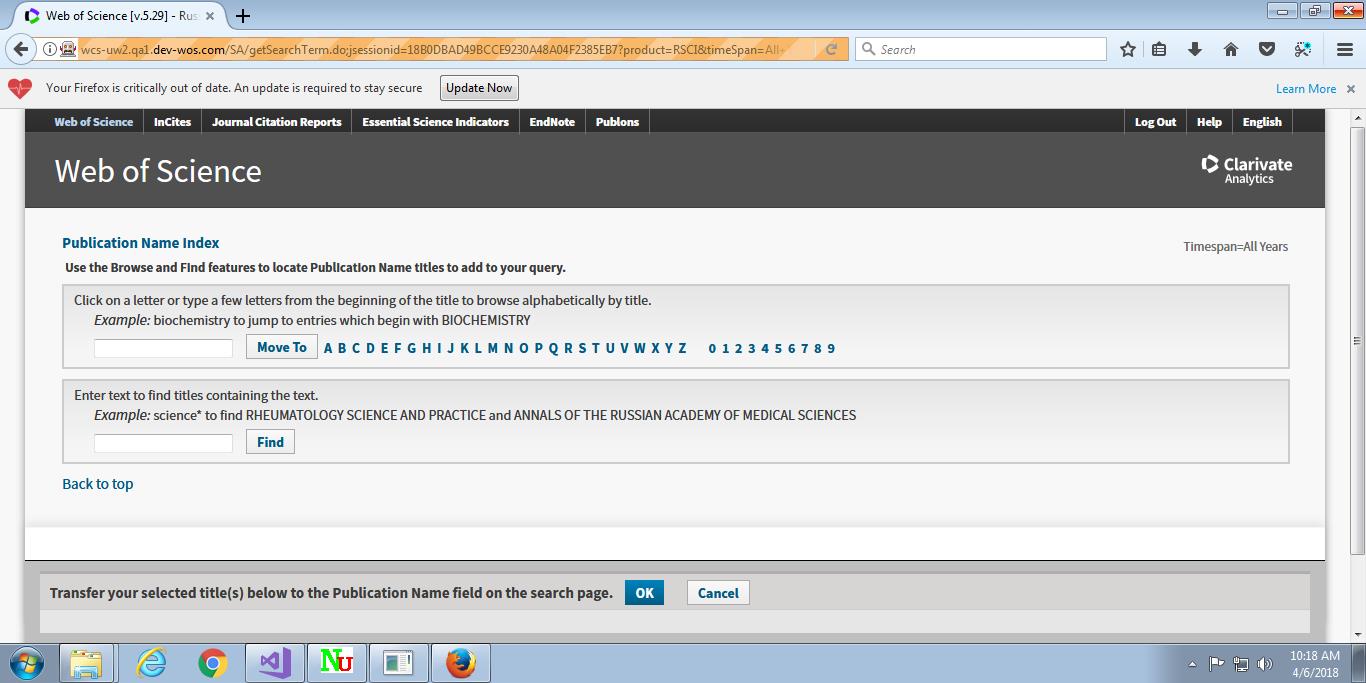 Web of Science [v.5.29] - Rus
wcs-uw2.qa1.dev-wos.com/SA/getSearchTerm.do;jsessionid=18B0DBAD49BCCE9230A48A04F2385EB7?product=RSCI&timeSpan=All+
Search
Your Firefox is critically out of date. An update is required to stay secure
Update Now
Learn More
Web of Science InCites Journal Citation Reports Essential Science Indicators EndNote Publons Log Out Help English
Web of Science
Clarivate
Analytics
Publication Name Index
Timespan=All Years
Use the Browse and Find features to locate Publication Name titles to add to your query.
Click on a letter or type a few letters from the beginning of the title to browse alphabetically by title.
Example: biochemistry to jump to entries which begin with BIOCHEMISTRY
Move To A B C D E F G H I J K L M N O P Q R S T U V W X Y Z 0 1 2 3 4 5 6 7 8 9
Enter text to find titles containing the text.
Example: science* to find RHEUMATOLOGY SCIENCE AND PRACTICE and ANNALS OF THE RUSSIAN ACADEMY OF MEDICAL SCIENCES
Find
Back to top
Transfer your selected title(s) below to the Publication Name field on the search page. OK Cancel
NU
10:18 AM
4/6/2018